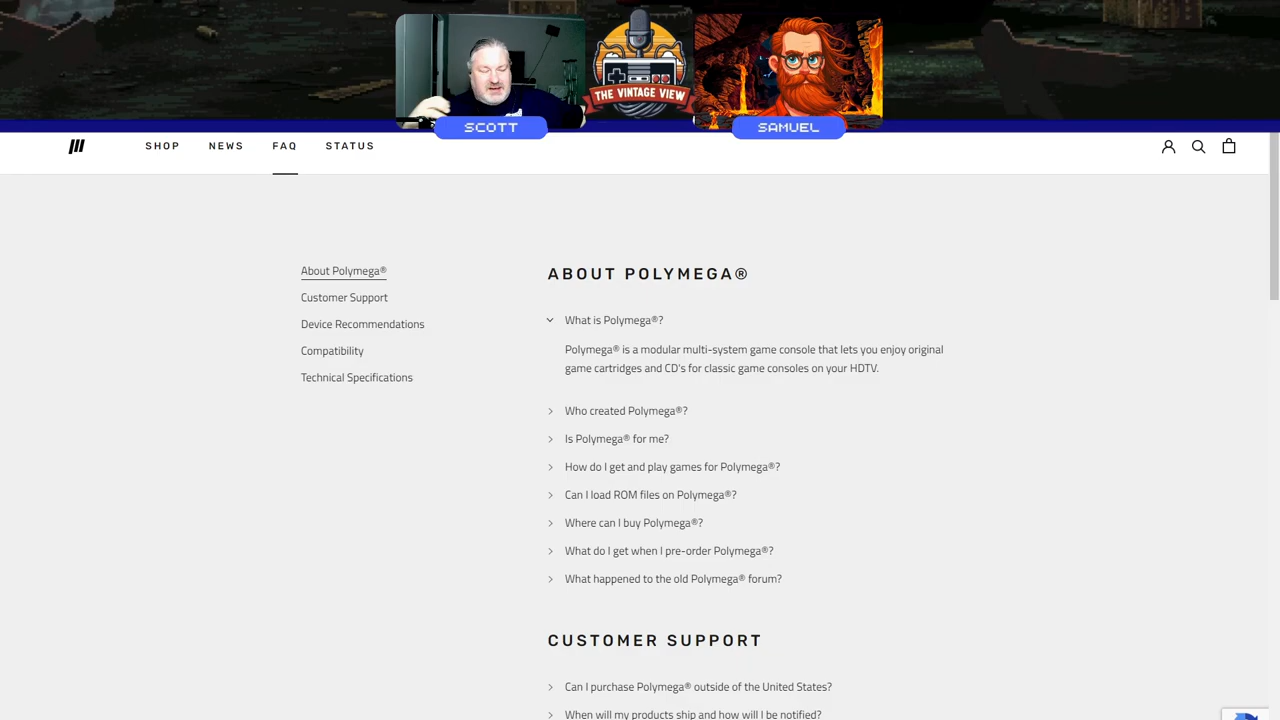 THE VINTAGE VIEW
SCOTT
SAMUEL
SHOP NEWS FAQ STATUS
About Polymega®
Customer Support
Device Recommendations
Compatibility
Technical Specifications
ABOUT POLYMEGA®
What is Polymega®?
Polymega® is a modular multi-system game console that lets you enjoy original
game cartridges and CD's for classic game consoles on your HDTV.
Who created Polymega®?
Is Polymega® for me?
How do I get and play games for Polymega®?
Can I load ROM files on Polymega®?
Where can I buy Polymega®?
What do I get when I pre-order Polymega®?
What happened to the old Polymega® forum?
CUSTOMER SUPPORT
Can I purchase Polymega® outside of the United States?
When will my products ship and how will I be notified?